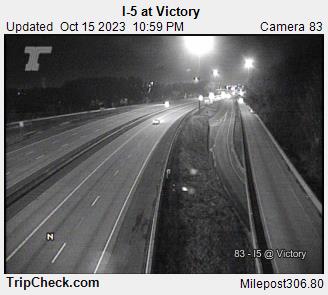 I-5 at Victory
Updated Oct 15 2023 10:59 PM Camera 83
T
N
83 - I5 @ Victory
TripCheck.com Milepost306.80